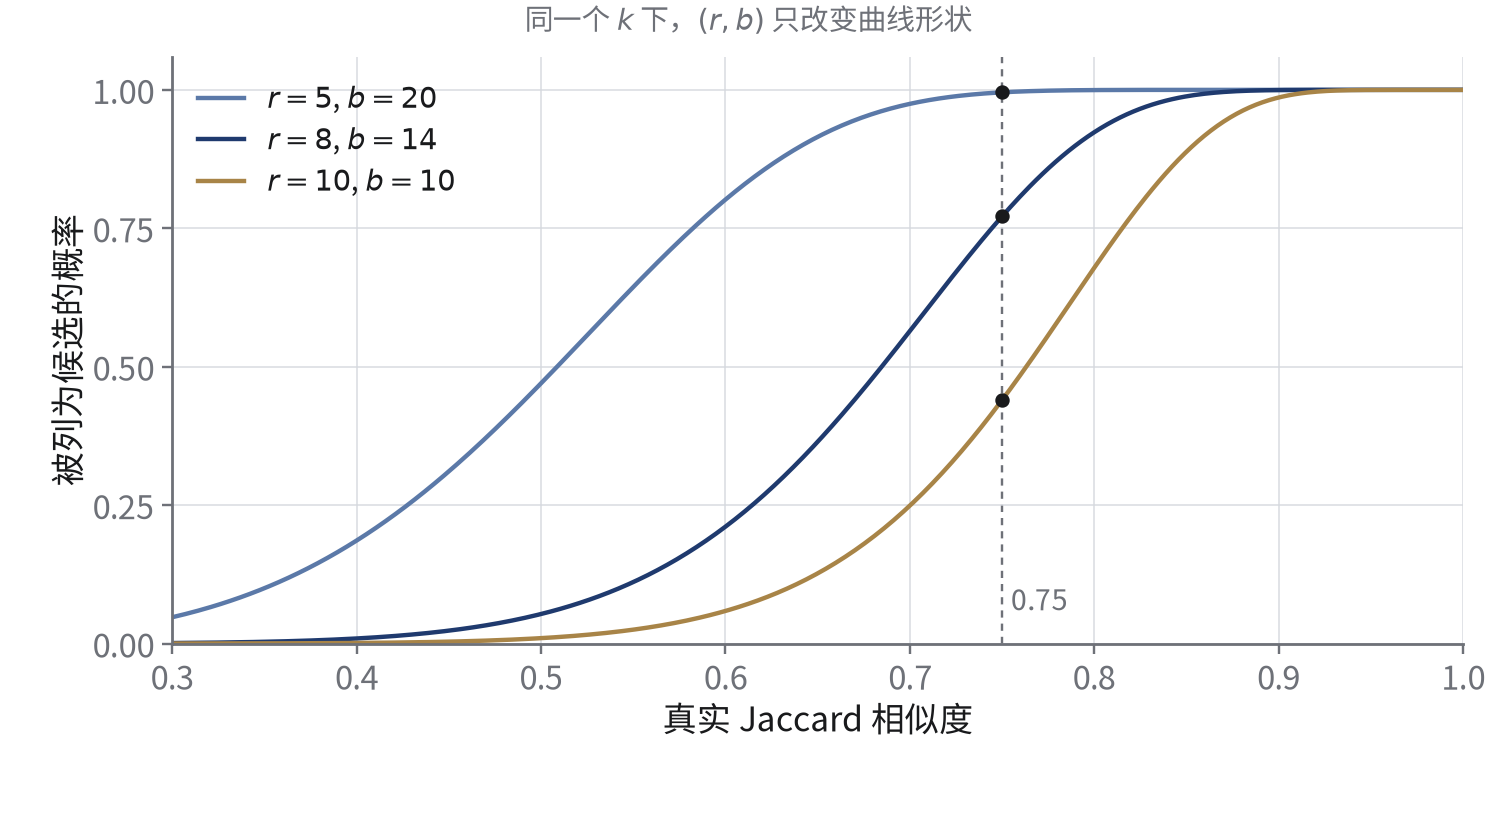 同一个 k 下，(r, b) 只改变曲线形状
r = 5, b = 20
r = 8, b = 14
r = 10, b = 10
被列为候选的概率
1.00
0.75
0.50
0.25
0.00
0.75
0.3 0.4 0.5 0.6 0.7 0.8 0.9 1.0
真实 Jaccard 相似度